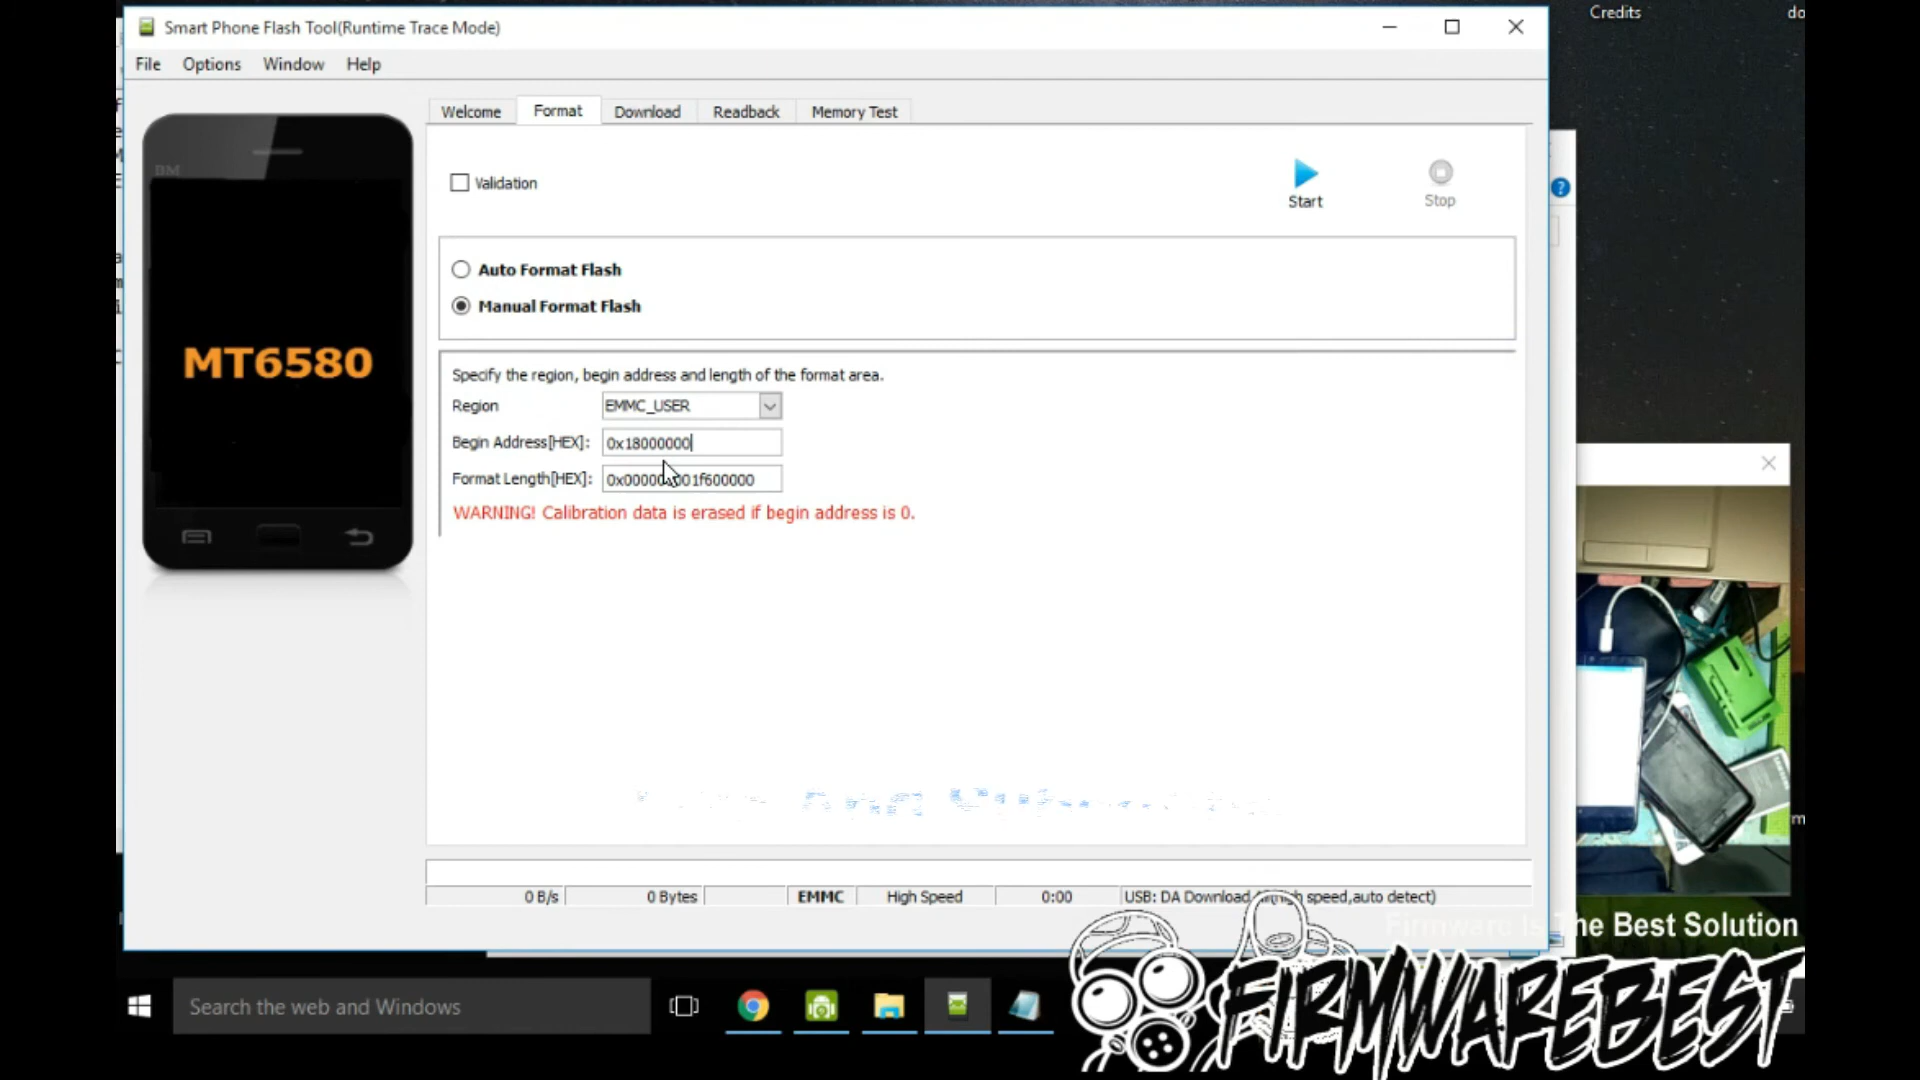 Credits
do
Smart Phone Flash Tool(Runtime Trace Mode)
File Options Window Help
Welcome Format Download Readback Memory Test
BM
Validation
Start
Stop
Auto Format Flash
Manual Format Flash
MT6580
Specify the region, begin address and length of the format area.
Region EMMC_USER
Begin Address[HEX]: 0x18000000
Format Length[HEX]:
WARNING! Calibration data is erased if begin address is 0.
0 B/s 0 Bytes EMMC High Speed 0:00 USB: DA Download speed,auto detect)
Firmware Is The Best Solution
FIRMWAREBEST
Search the web and Windows